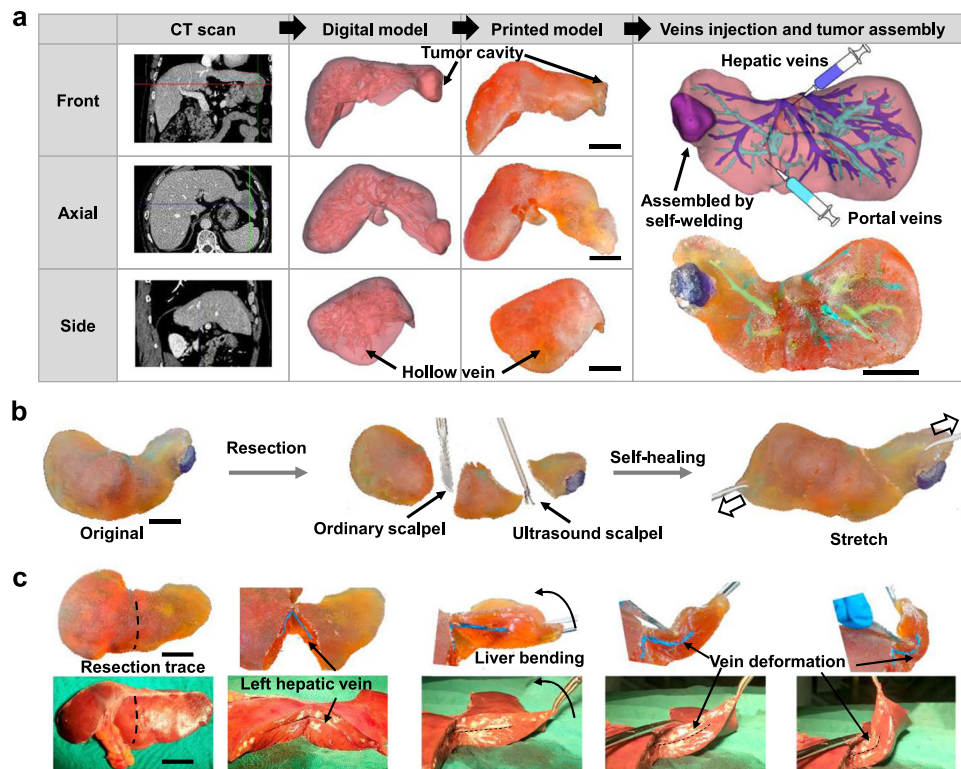 a
CT scan
Digital model
Printed model
Veins injection and tumor assembly
Front
Tumor cavity
Hepatic veins
Assembled by
self-welding
Portal veins
Axial
Side
Hollow vein
b
Original
Resection
Ordinary scalpel
Ultrasound scalpel
Self-healing
Stretch
c
Resection trace
Left hepatic vein
Liver bending
Vein deformation